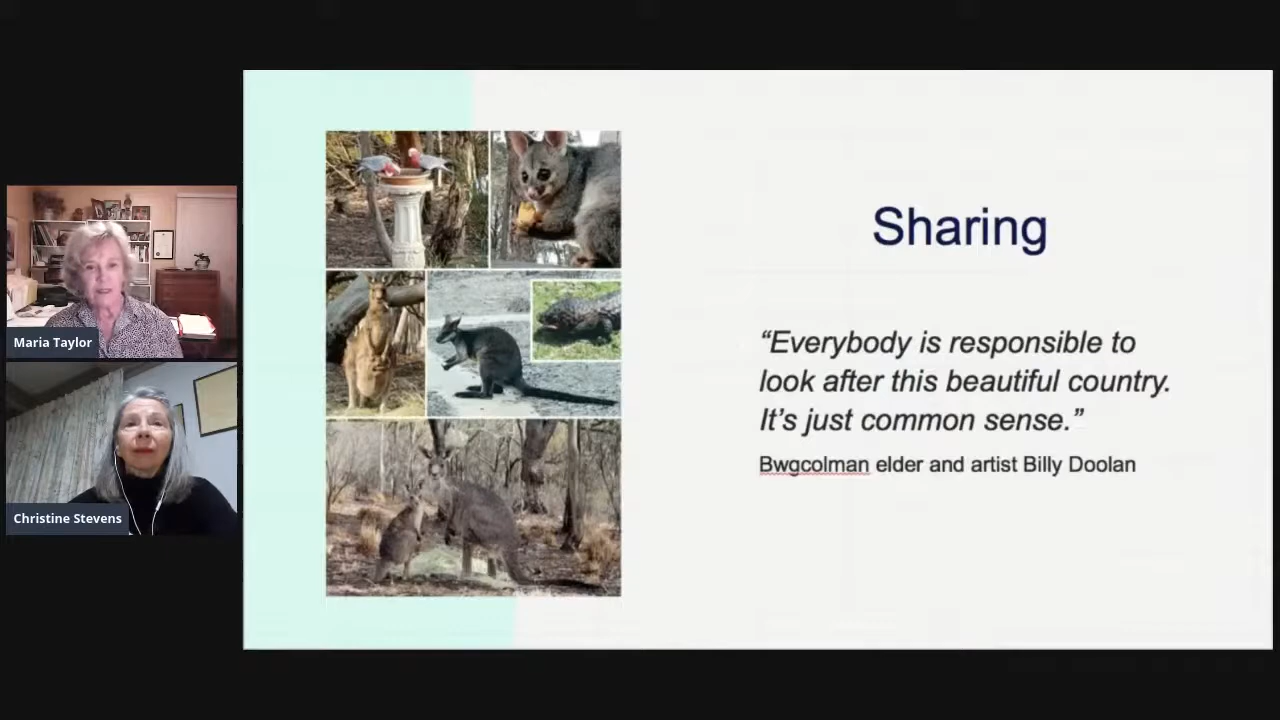 Maria Taylor
Christine Stevens
Sharing
“Everybody is responsible to
look after this beautiful country.
It’s just common sense.”
Bwgcolman elder and artist Billy Doolan